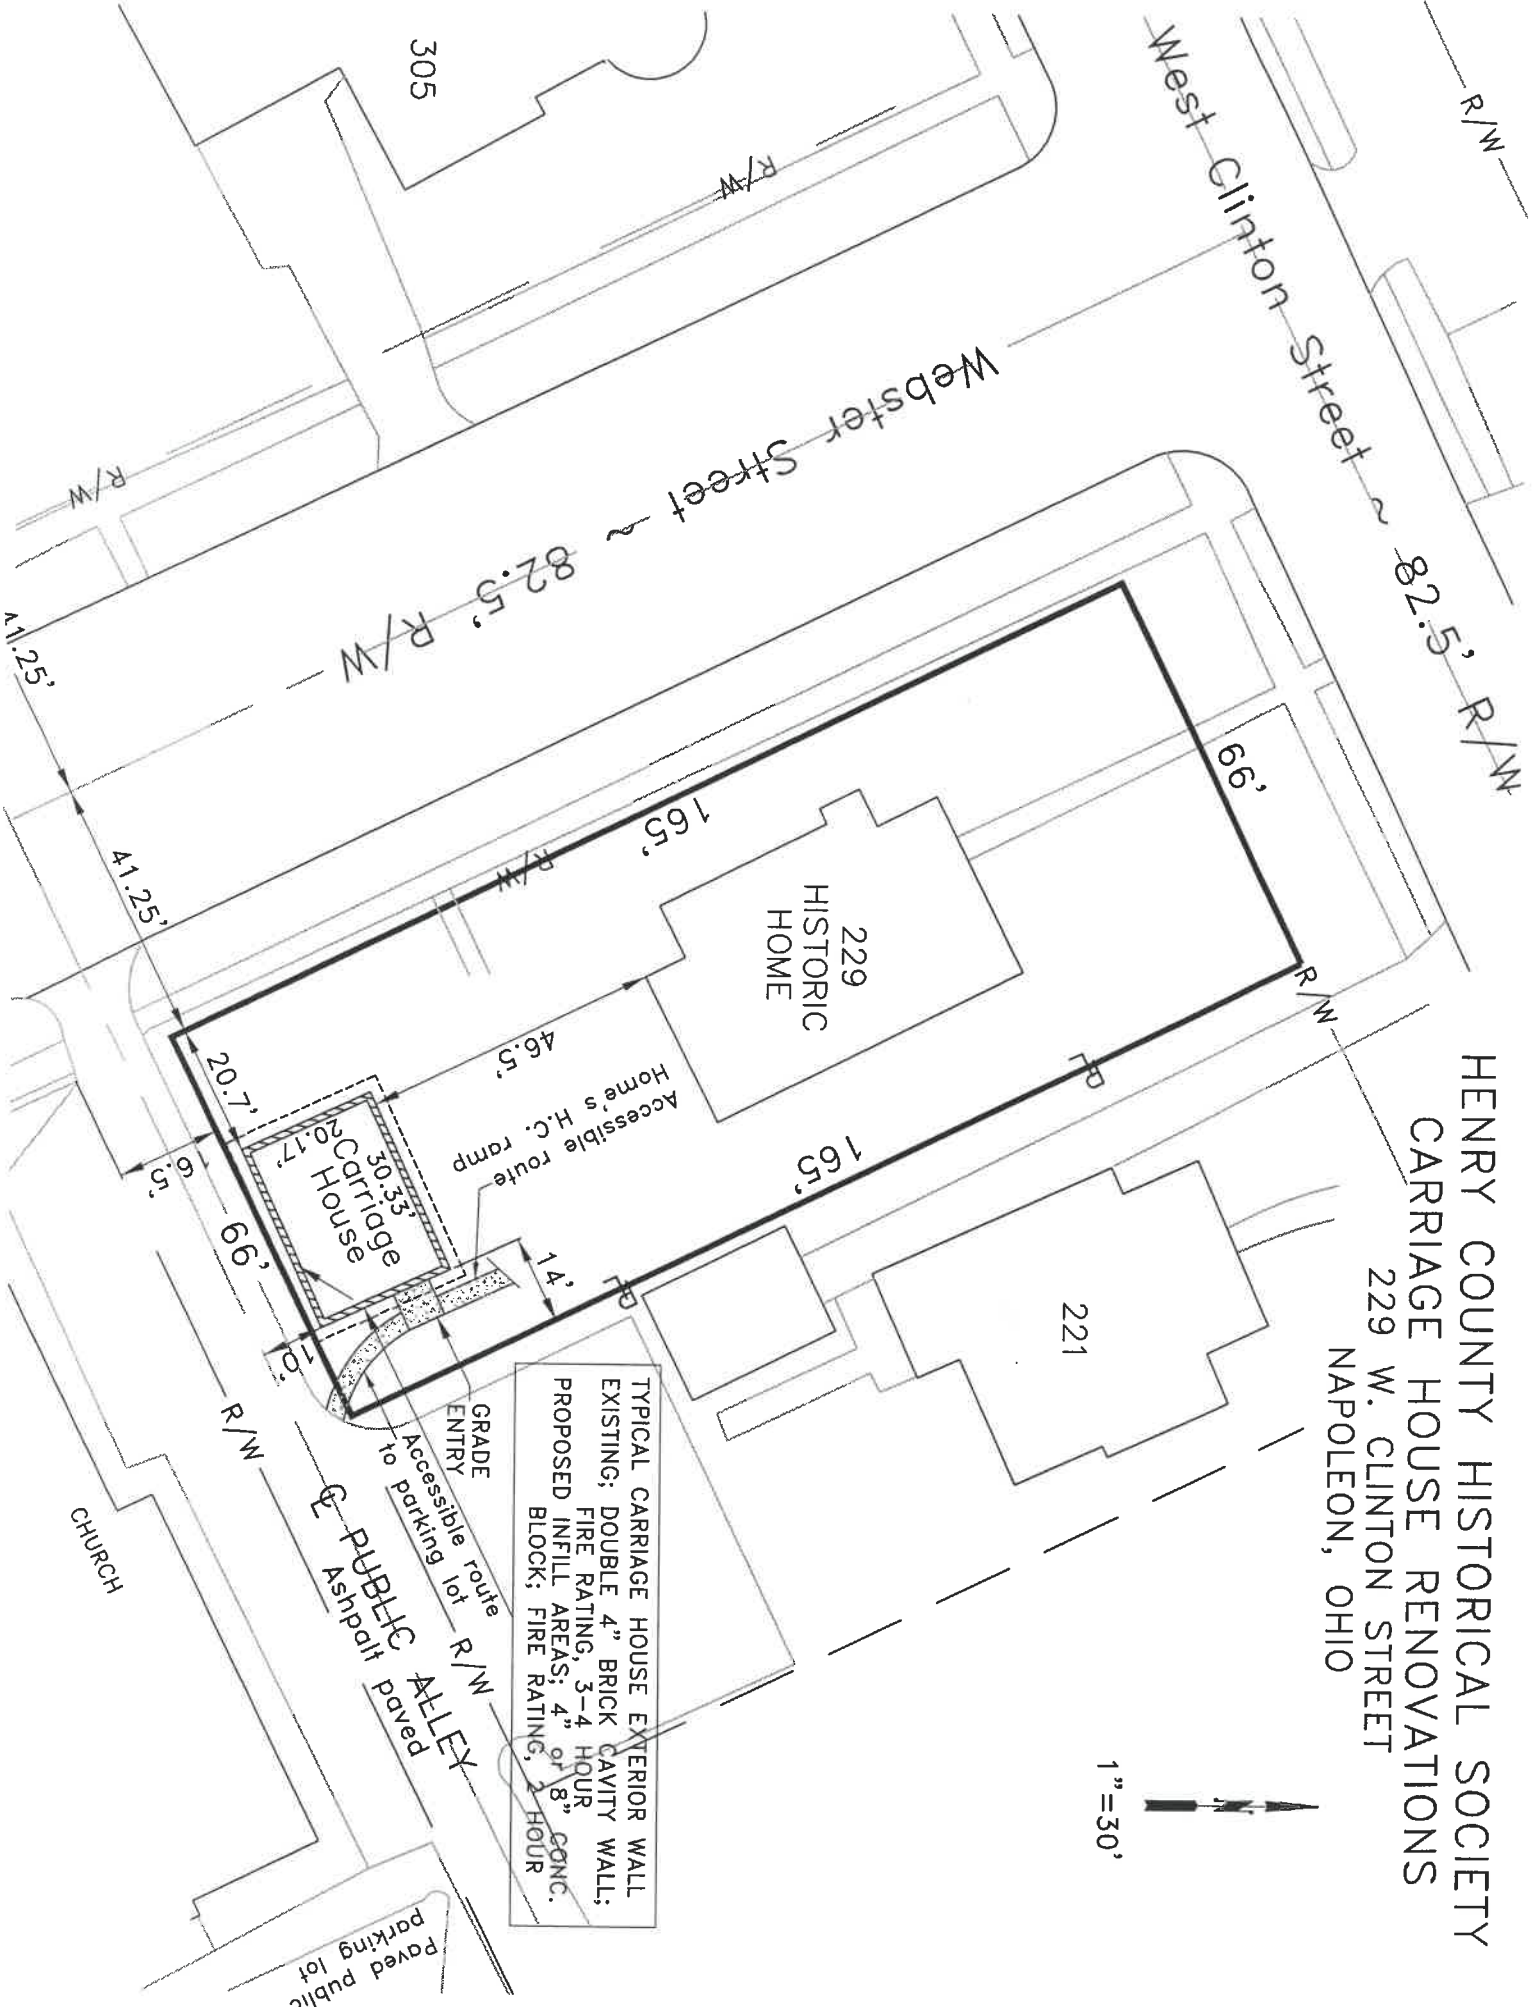 HENRY COUNTY HISTORICAL SOCIETY
CARRIAGE HOUSE RENOVATIONS
229 W. CLINTON STREET
NAPOLEON, OHIO
1"=30'
N
R/W
West Clinton Street ~ 82.5' R/W
305
R/W
R/W
Webster Street ~ 82.5' R/W
41.25'
41.25'
66'
165'
R/W
229
HISTORIC
HOME
R/W
PL
165'
PL
221
46.5'
Accessible route
Home's H.C. ramp
20.7'
30.33'
20.17'
Carriage
House
14'
6.5'
66'
10'
GRADE
ENTRY
Accessible route
to parking lot
TYPICAL CARRIAGE HOUSE EXTERIOR WALL
EXISTING; DOUBLE 4" BRICK CAVITY WALL;
FIRE RATING, 3-4 HOUR
PROPOSED INFILL AREAS; 4" or 8" CONC.
BLOCK; FIRE RATING, 2 HOUR
R/W
R/W
CL PUBLIC ALLEY
Ashpalt paved
CHURCH
Paved public
parking lot